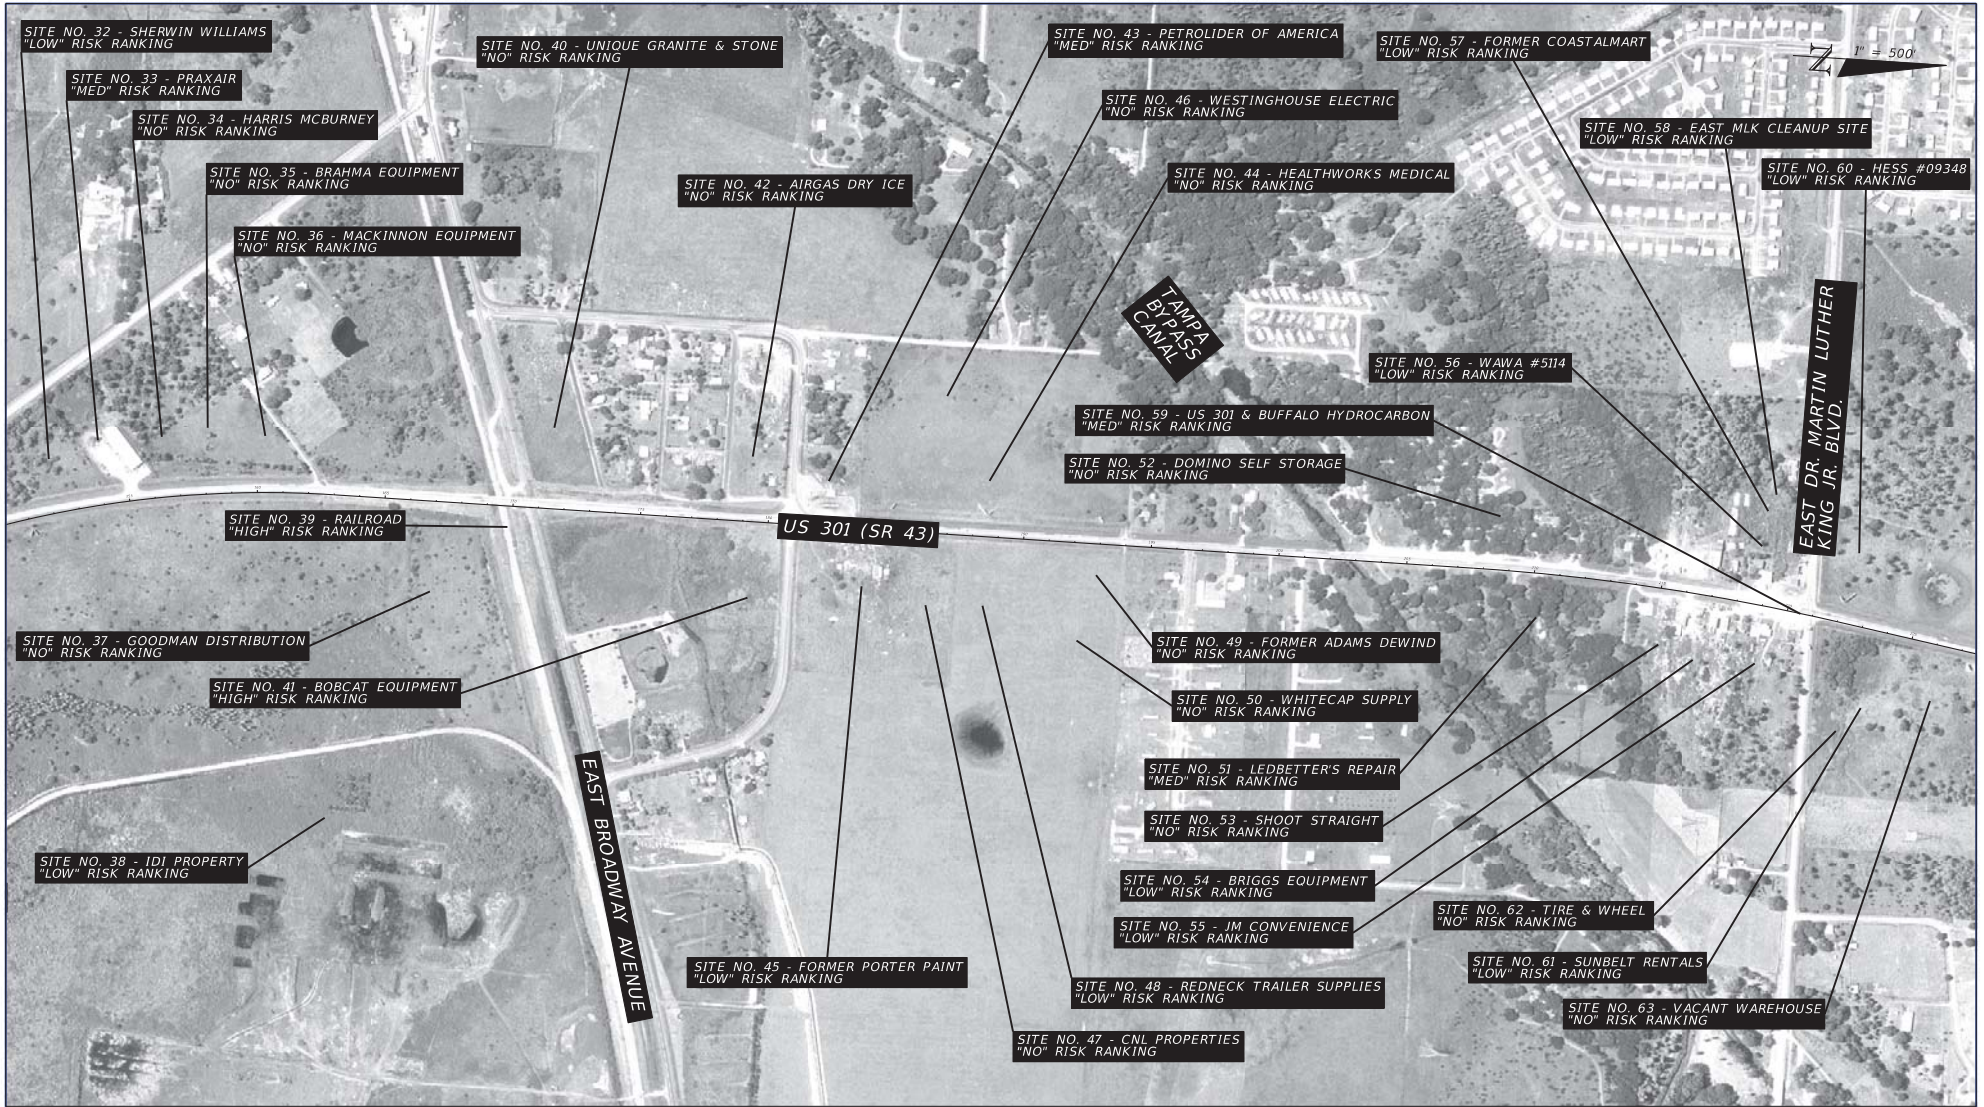 SITE NO. 32 - SHERWIN WILLIAMS
"LOW" RISK RANKING
SITE NO. 33 - PRAXAIR
"MED" RISK RANKING
SITE NO. 34 - HARRIS MCBURNEY
"NO" RISK RANKING
SITE NO. 35 - BRAHMA EQUIPMENT
"NO" RISK RANKING
SITE NO. 36 - MACKINNON EQUIPMENT
"NO" RISK RANKING
SITE NO. 40 - UNIQUE GRANITE & STONE
"NO" RISK RANKING
SITE NO. 42 - AIRGAS DRY ICE
"NO" RISK RANKING
SITE NO. 43 - PETROLIDER OF AMERICA
"MED" RISK RANKING
SITE NO. 46 - WESTINGHOUSE ELECTRIC
"NO" RISK RANKING
SITE NO. 44 - HEALTHWORKS MEDICAL
"NO" RISK RANKING
SITE NO. 57 - FORMER COASTALMART
"LOW" RISK RANKING
N
1" = 500'
SITE NO. 58 - EAST MLK CLEANUP SITE
"LOW" RISK RANKING
SITE NO. 60 - HESS #09348
"LOW" RISK RANKING
TAMPA
BYPASS
CANAL
EAST DR. MARTIN LUTHER
KING JR. BLVD.
SITE NO. 56 - WAWA #5114
"LOW" RISK RANKING
SITE NO. 59 - US 301 & BUFFALO HYDROCARBON
"MED" RISK RANKING
SITE NO. 52 - DOMINO SELF STORAGE
"NO" RISK RANKING
SITE NO. 39 - RAILROAD
"HIGH" RISK RANKING
US 301 (SR 43)
SITE NO. 37 - GOODMAN DISTRIBUTION
"NO" RISK RANKING
SITE NO. 41 - BOBCAT EQUIPMENT
"HIGH" RISK RANKING
SITE NO. 49 - FORMER ADAMS DEWIND
"NO" RISK RANKING
SITE NO. 50 - WHITECAP SUPPLY
"NO" RISK RANKING
SITE NO. 51 - LEDBETTER'S REPAIR
"MED" RISK RANKING
SITE NO. 53 - SHOOT STRAIGHT
"NO" RISK RANKING
SITE NO. 38 - IDI PROPERTY
"LOW" RISK RANKING
EAST BROADWAY AVENUE
SITE NO. 54 - BRIGGS EQUIPMENT
"LOW" RISK RANKING
SITE NO. 55 - JM CONVENIENCE
"LOW" RISK RANKING
SITE NO. 62 - TIRE & WHEEL
"NO" RISK RANKING
SITE NO. 45 - FORMER PORTER PAINT
"LOW" RISK RANKING
SITE NO. 61 - SUNBELT RENTALS
"LOW" RISK RANKING
SITE NO. 48 - REDNECK TRAILER SUPPLIES
"LOW" RISK RANKING
SITE NO. 63 - VACANT WAREHOUSE
"NO" RISK RANKING
SITE NO. 47 - CNL PROPERTIES
"NO" RISK RANKING